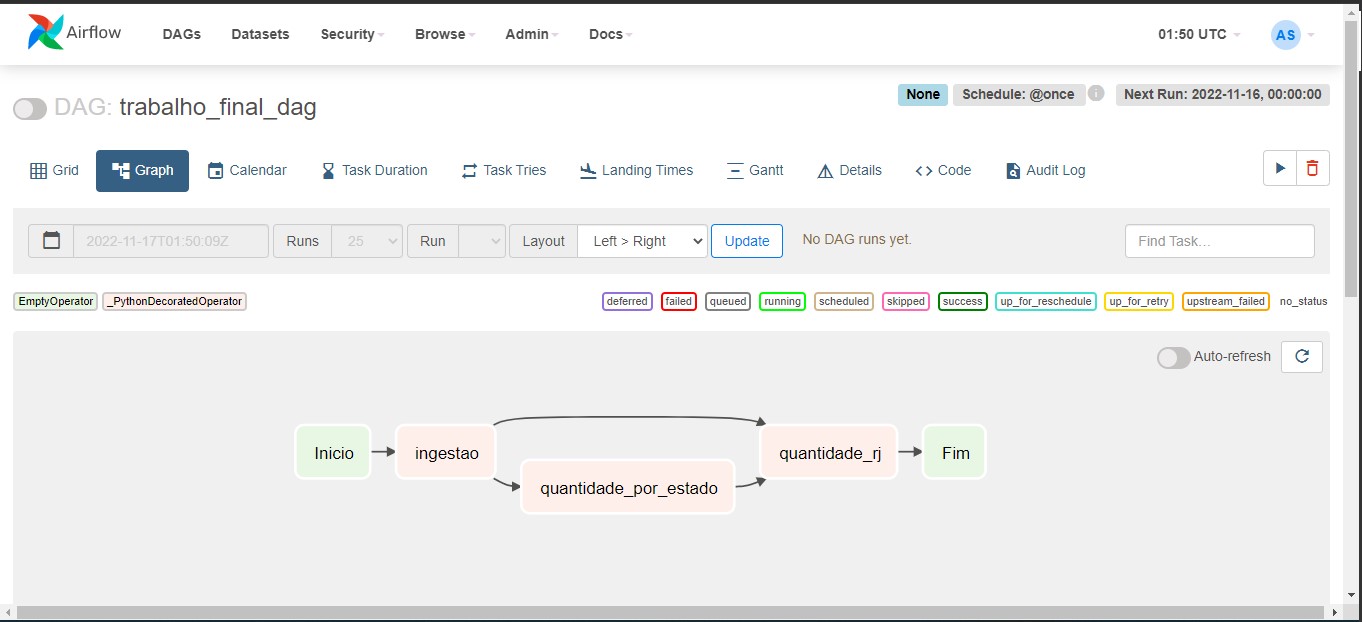 Airflow DAGs Datasets Security Browse Admin Docs 01:50 UTC AS
DAG: trabalho_final_dag None Schedule: @once i Next Run: 2022-11-16, 00:00:00
Grid Graph Calendar Task Duration Task Tries Landing Times Gantt Details Code Audit Log
2022-11-17T01:50:09Z Runs 25 Run Layout Left > Right Update No DAG runs yet. Find Task...
EmptyOperator _PythonDecoratedOperator deferred failed queued running scheduled skipped success up_for_reschedule up_for_retry upstream_failed no_status
Auto-refresh
Inicio ingestao quantidade_rj Fim
quantidade_por_estado